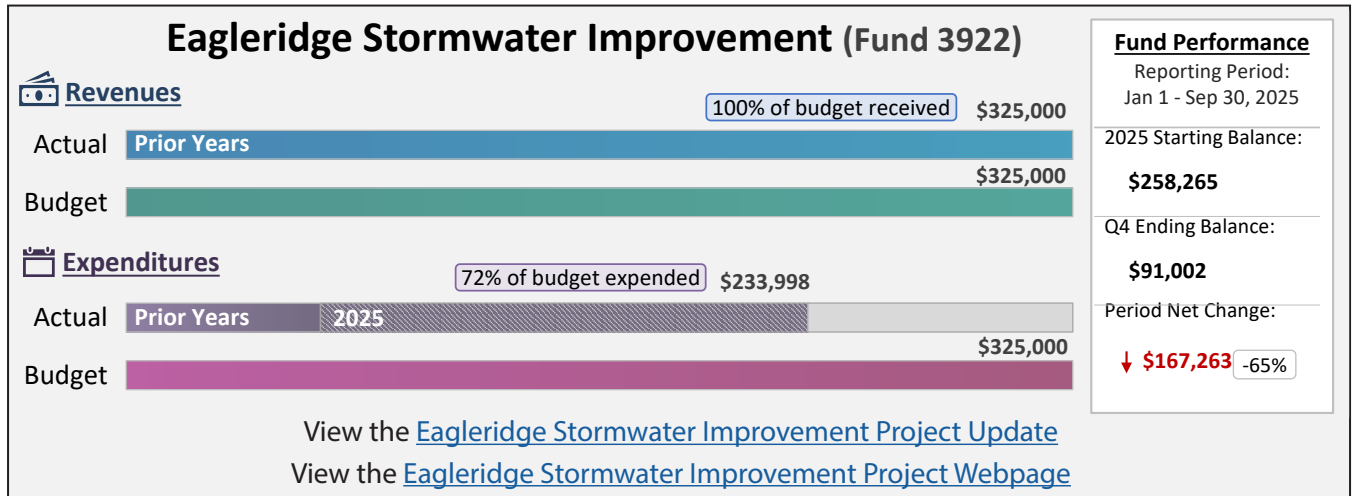 Eagleridge Stormwater Improvement (Fund 3922)
Revenues
100% of budget received $325,000
Actual Prior Years
$325,000
Budget
Expenditures
72% of budget expended $233,998
Actual Prior Years 2025
$325,000
Budget
View the Eagleridge Stormwater Improvement Project Update
View the Eagleridge Stormwater Improvement Project Webpage
Fund Performance
Reporting Period:
Jan 1 - Sep 30, 2025
2025 Starting Balance:
$258,265
Q4 Ending Balance:
$91,002
Period Net Change:
↓ $167,263 -65%